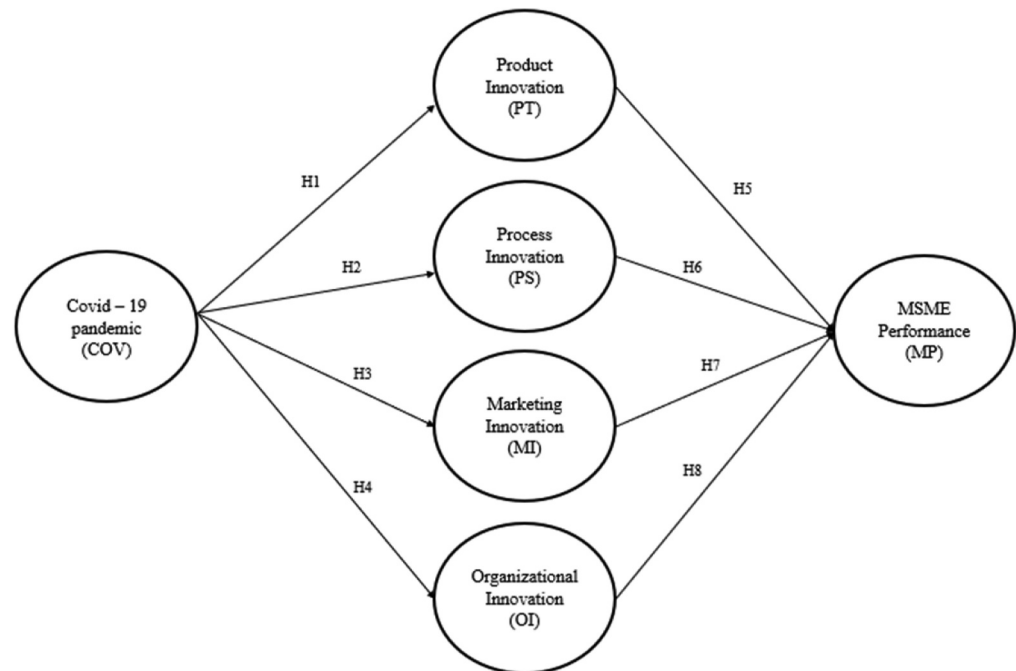 Product
Innovation
(PT)
H1
H5
Process
Innovation
(PS)
H2
H6
Covid – 19
pandemic
(COV)
MSME
Performance
(MP)
H3
H7
Marketing
Innovation
(MI)
H4
H8
Organizational
Innovation
(OI)